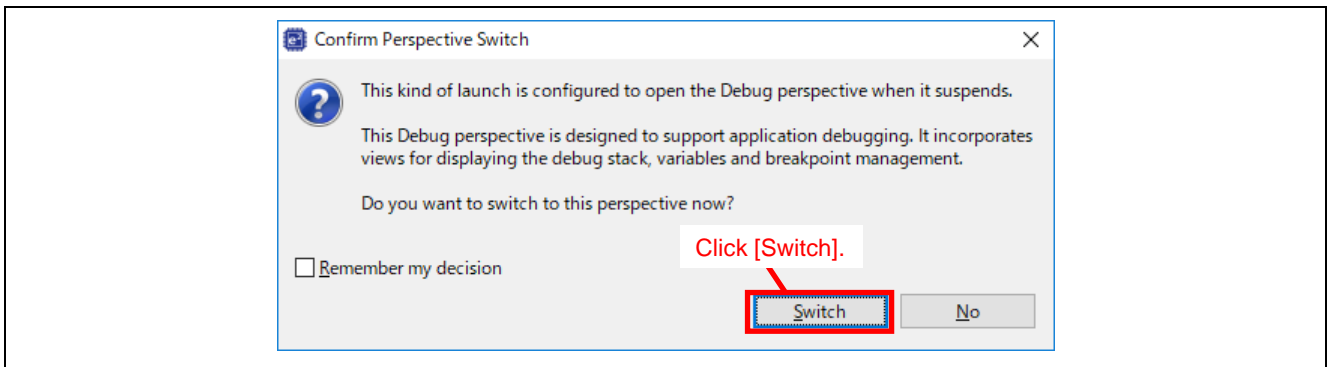 Confirm Perspective Switch
This kind of launch is configured to open the Debug perspective when it suspends.
This Debug perspective is designed to support application debugging. It incorporates
views for displaying the debug stack, variables and breakpoint management.
Do you want to switch to this perspective now?
Click [Switch].
Remember my decision
Switch No